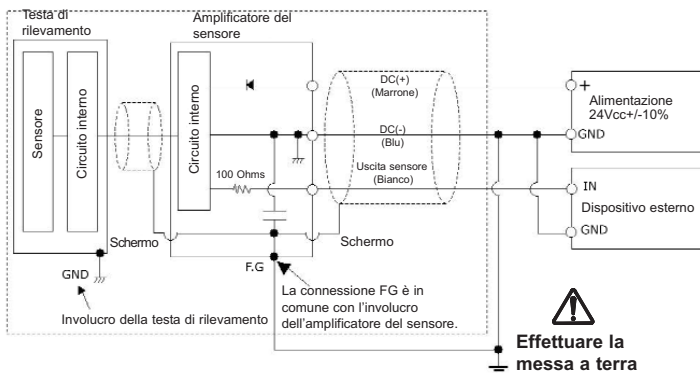 Testa di
rilevamento
Sensore
Circuito interno
Schermo
GND
Involucro della testa di rilevamento
Amplificatore del
sensore
Circuito interno
100 Ohms
F.G
Schermo
La connessione FG è in
comune con l'involucro
dell'amplificatore del sensore.
DC(+)
(Marrone)
DC(-)
(Blu)
Uscita sensore
(Bianco)
+
Alimentazione
24Vcc+/-10%
GND
IN
Dispositivo esterno
GND
Effettuare la
messa a terra